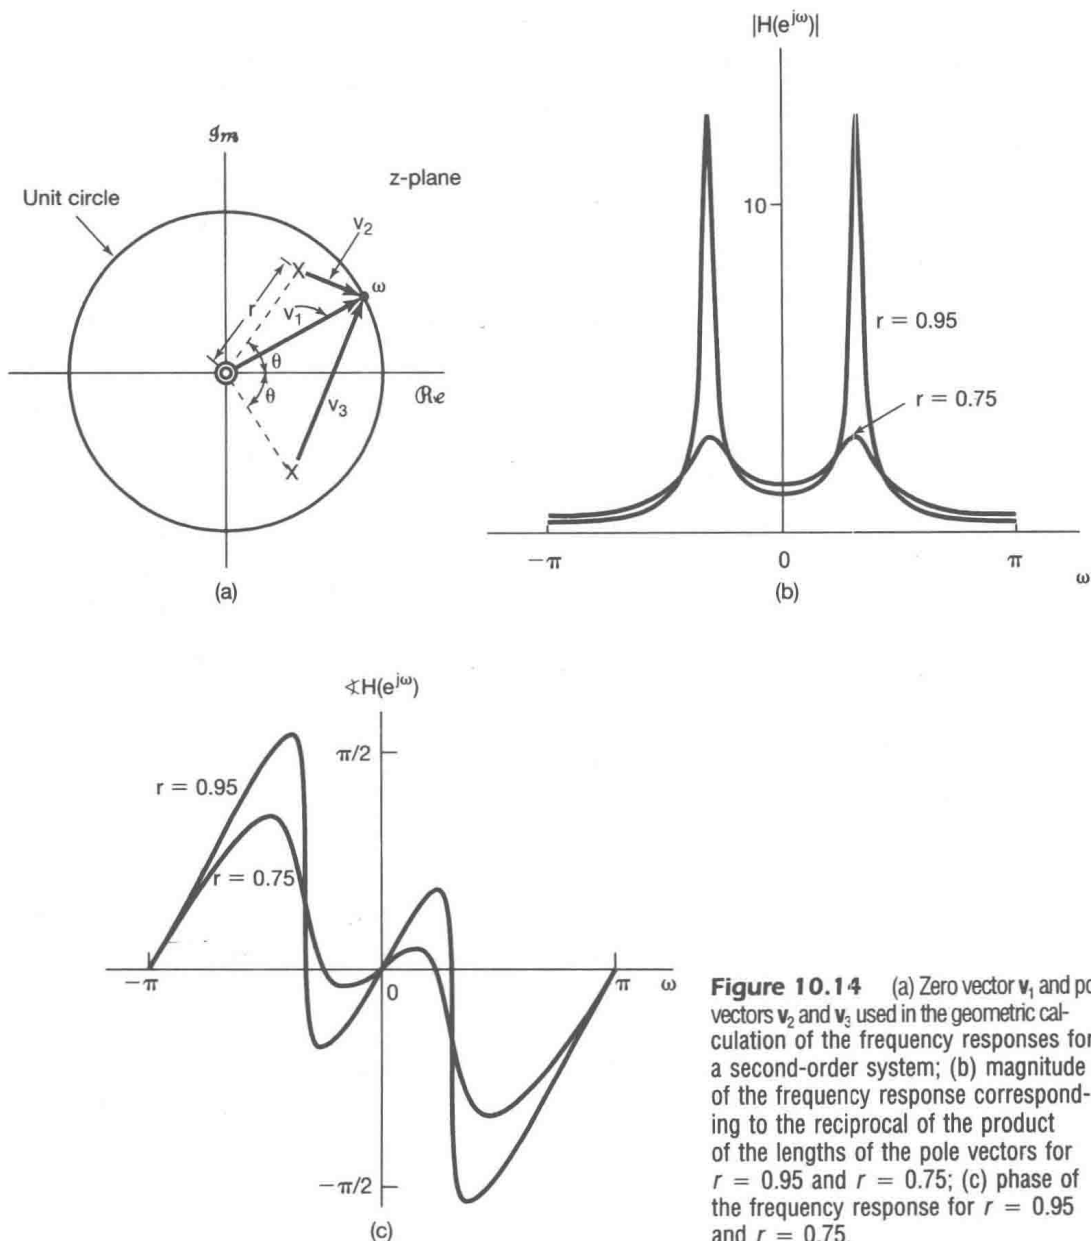 𝓘𝓶
z-plane
Unit circle
v₂
X
ω
r
v₁
θ
θ
v₃
X
ℛℯ
(a)
|H(e^{jω})|
10
r = 0.95
r = 0.75
−π
0
π
ω
(b)
∢H(e^{jω})
π/2
r = 0.95
r = 0.75
−π
0
π
ω
−π/2
(c)
Figure 10.14 (a) Zero vector v₁ and po
vectors v₂ and v₃ used in the geometric cal-
culation of the frequency responses for
a second-order system; (b) magnitude
of the frequency response correspond-
ing to the reciprocal of the product
of the lengths of the pole vectors for
r = 0.95 and r = 0.75; (c) phase of
the frequency response for r = 0.95
and r = 0.75.